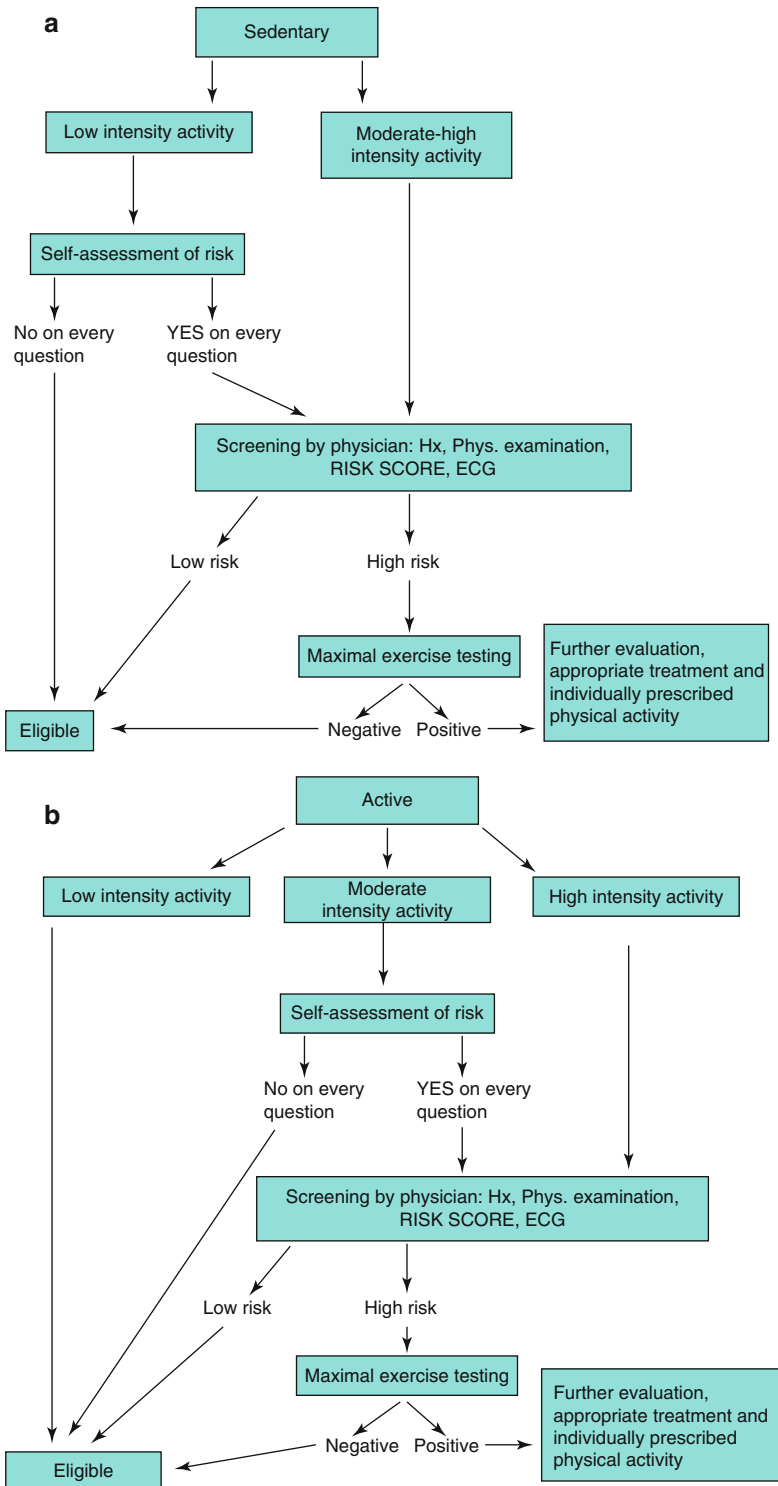 a
Sedentary
Low intensity activity
Moderate-high
intensity activity
Self-assessment of risk
No on every
question
YES on every
question
Screening by physician: Hx, Phys. examination,
RISK SCORE, ECG
Low risk
High risk
Maximal exercise testing
Further evaluation,
appropriate treatment and
individually prescribed
physical activity
Eligible
Negative
Positive
b
Active
Low intensity activity
Moderate
intensity activity
High intensity activity
Self-assessment of risk
No on every
question
YES on every
question
Screening by physician: Hx, Phys. examination,
RISK SCORE, ECG
Low risk
High risk
Maximal exercise testing
Further evaluation,
appropriate treatment and
individually prescribed
physical activity
Negative
Positive
Eligible